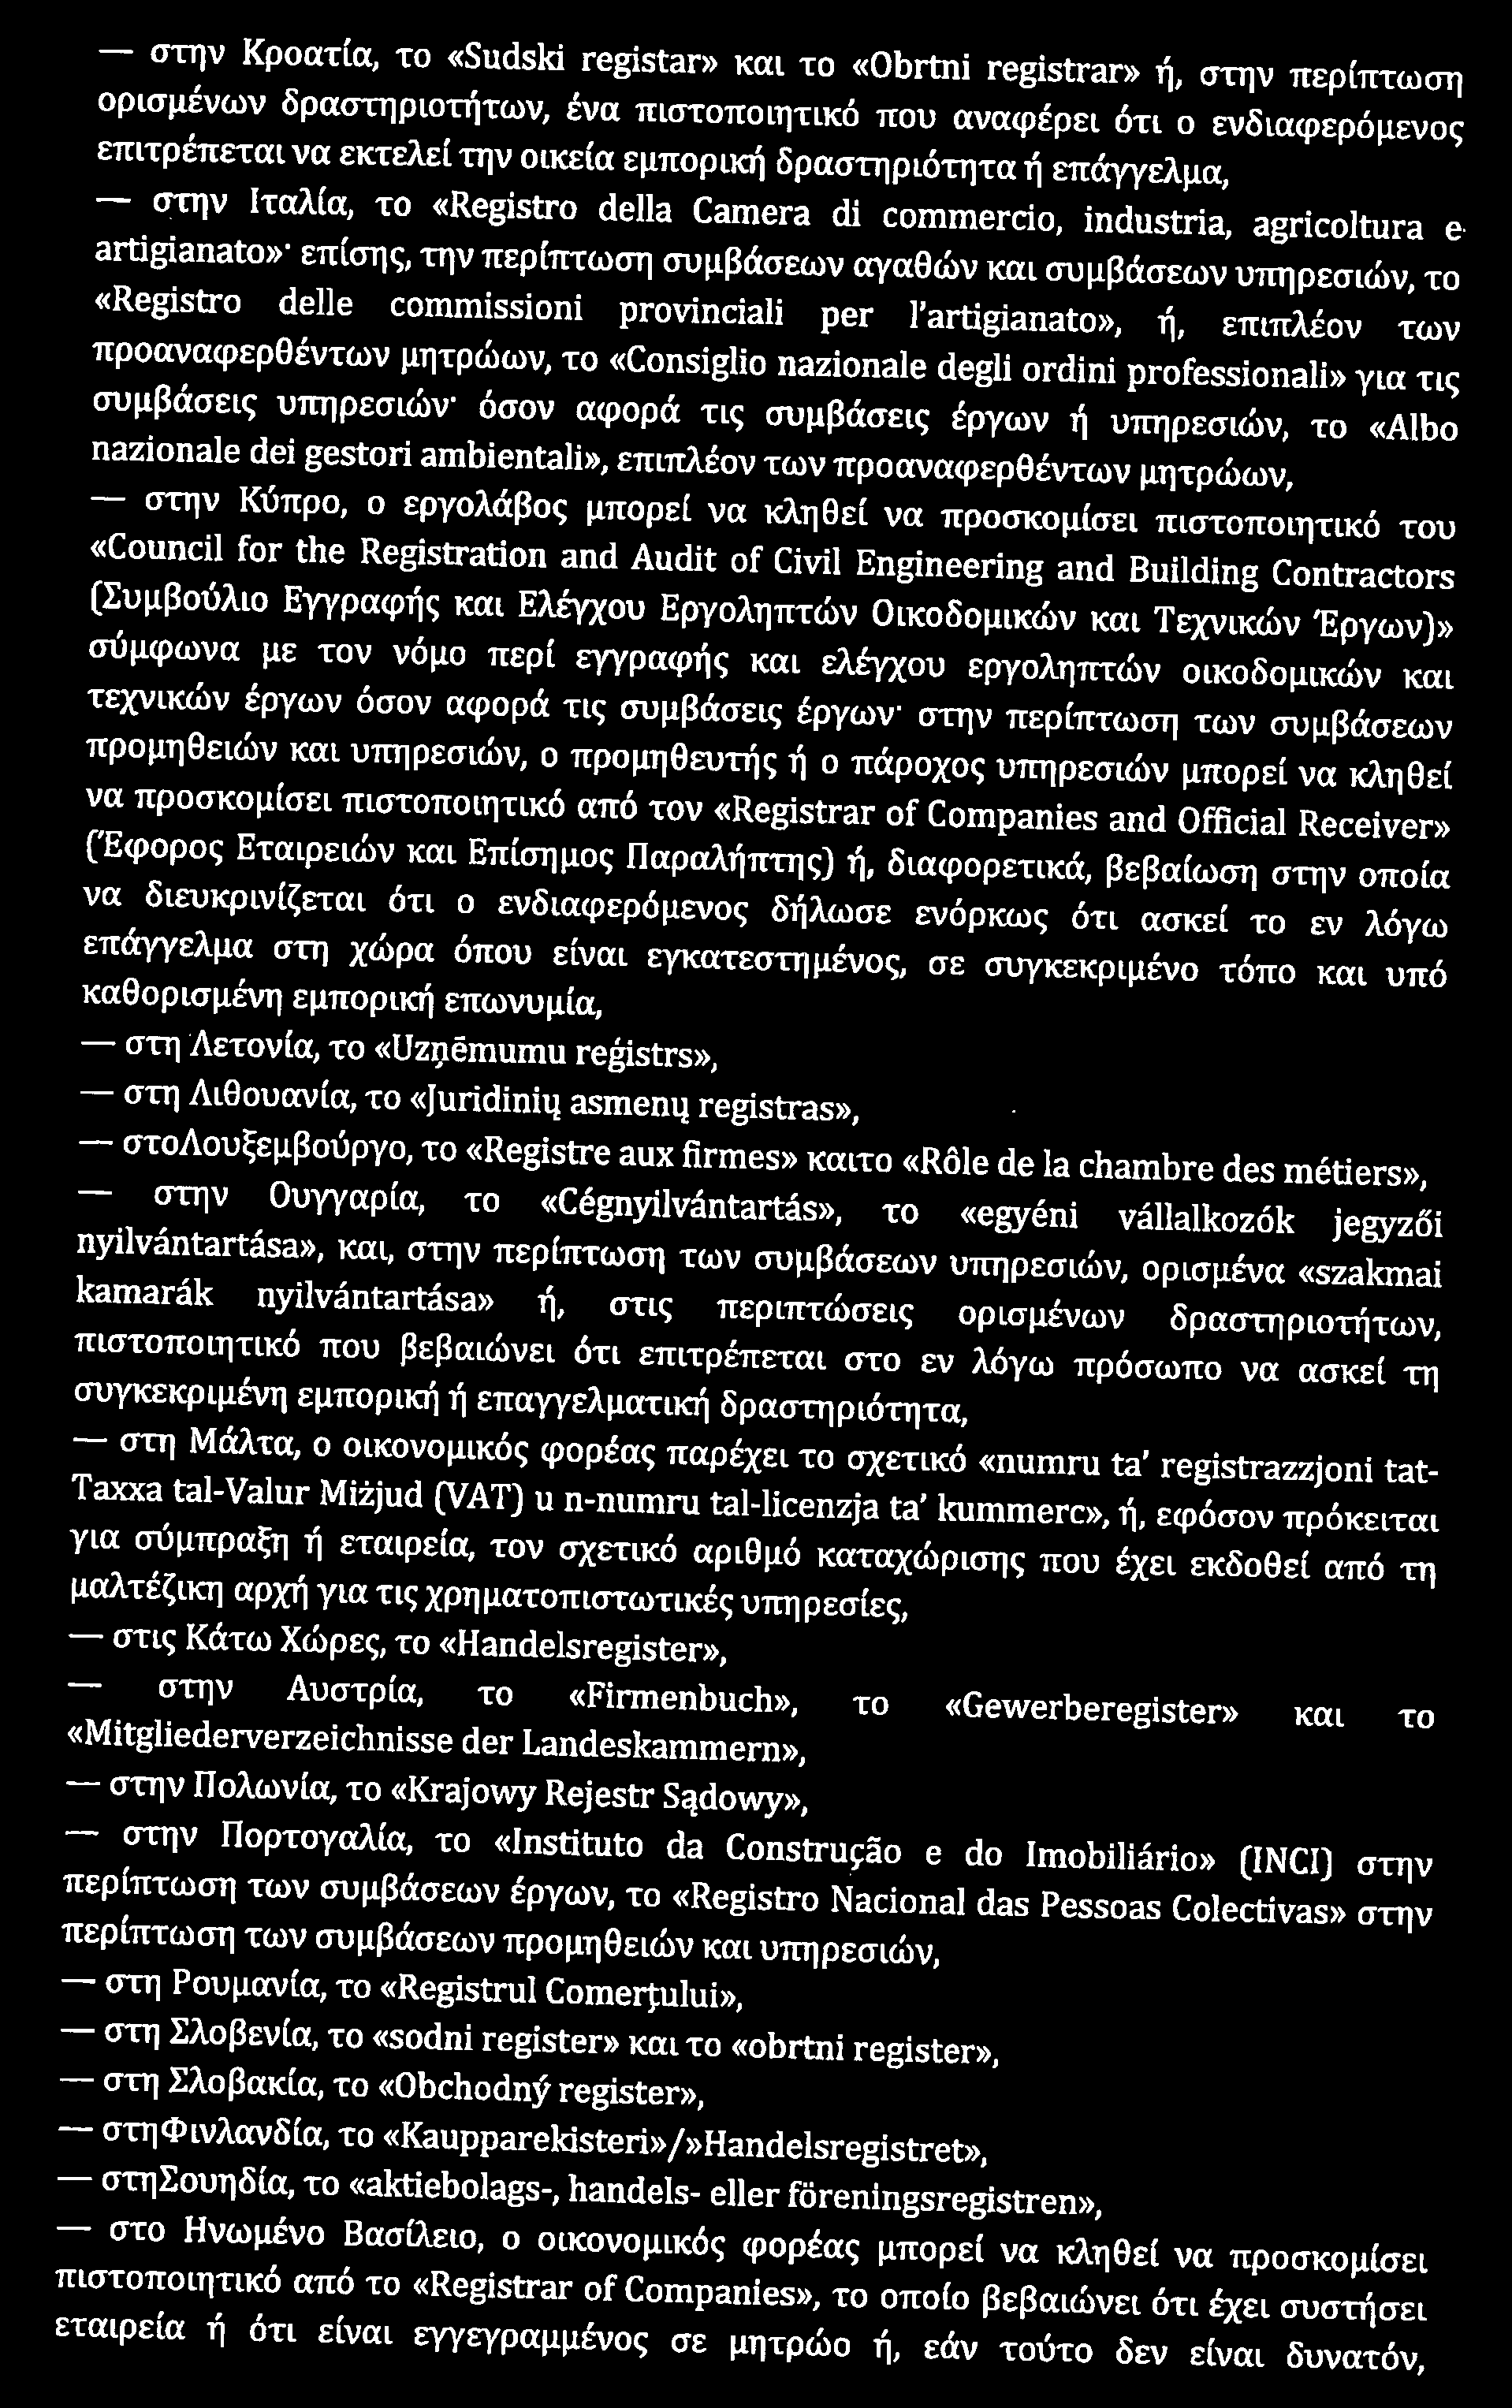 — στην Κροατία, το «Sudski registar» και το «Obrtni registrar» ή, στην περίπτωση
ορισμένων δραστηριοτήτων, ένα πιστοποιητικό που αναφέρει ότι ο ενδιαφερόμενος
επιτρέπεται να εκτελεί την οικεία εμπορική δραστηριότητα ή επάγγελμα,
— στην Ιταλία, το «Registro della Camera di commercio, industria, agricoltura e
artigianato»· επίσης, την περίπτωση συμβάσεων αγαθών και συμβάσεων υπηρεσιών, το
«Registro delle commissioni provinciali per l'artigianato», ή, επιπλέον των
προαναφερθέντων μητρώων, το «Consiglio nazionale degli ordini professionali» για τις
συμβάσεις υπηρεσιών· όσον αφορά τις συμβάσεις έργων ή υπηρεσιών, το «Albo
nazionale dei gestori ambientali», επιπλέον των προαναφερθέντων μητρώων,
— στην Κύπρο, ο εργολάβος μπορεί να κληθεί να προσκομίσει πιστοποιητικό του
«Council for the Registration and Audit of Civil Engineering and Building Contractors
(Συμβούλιο Εγγραφής και Ελέγχου Εργοληπτών Οικοδομικών και Τεχνικών Έργων)»
σύμφωνα με τον νόμο περί εγγραφής και ελέγχου εργοληπτών οικοδομικών και
τεχνικών έργων όσον αφορά τις συμβάσεις έργων· στην περίπτωση των συμβάσεων
προμηθειών και υπηρεσιών, ο προμηθευτής ή ο πάροχος υπηρεσιών μπορεί να κληθεί
να προσκομίσει πιστοποιητικό από τον «Registrar of Companies and Official Receiver»
(Έφορος Εταιρειών και Επίσημος Παραλήπτης) ή, διαφορετικά, βεβαίωση στην οποία
να διευκρινίζεται ότι ο ενδιαφερόμενος δήλωσε ενόρκως ότι ασκεί το εν λόγω
επάγγελμα στη χώρα όπου είναι εγκατεστημένος, σε συγκεκριμένο τόπο και υπό
καθορισμένη εμπορική επωνυμία,
— στη Λετονία, το «Uzņēmumu reģistrs»,
— στη Λιθουανία, το «Juridinių asmenų registras»,
— στοΛουξεμβούργο, το «Registre aux firmes» καιτο «Rôle de la chambre des métiers»,
— στην Ουγγαρία, το «Cégnyilvántartás», το «egyéni vállalkozók jegyzői
nyilvántartása», και, στην περίπτωση των συμβάσεων υπηρεσιών, ορισμένα «szakmai
kamarák nyilvántartása» ή, στις περιπτώσεις ορισμένων δραστηριοτήτων,
πιστοποιητικό που βεβαιώνει ότι επιτρέπεται στο εν λόγω πρόσωπο να ασκεί τη
συγκεκριμένη εμπορική ή επαγγελματική δραστηριότητα,
— στη Μάλτα, ο οικονομικός φορέας παρέχει το σχετικό «numru ta' registrazzjoni tat-
Taxxa tal-Valur Miżjud (VAT) u n-numru tal-licenzja ta' kummerc», ή, εφόσον πρόκειται
για σύμπραξη ή εταιρεία, τον σχετικό αριθμό καταχώρισης που έχει εκδοθεί από τη
μαλτέζικη αρχή για τις χρηματοπιστωτικές υπηρεσίες,
— στις Κάτω Χώρες, το «Handelsregister»,
— στην Αυστρία, το «Firmenbuch», το «Gewerberegister» και το
«Mitgliederverzeichnisse der Landeskammern»,
— στην Πολωνία, το «Krajowy Rejestr Sądowy»,
— στην Πορτογαλία, το «Instituto da Construção e do Imobiliário» (INCI) στην
περίπτωση των συμβάσεων έργων, το «Registro Nacional das Pessoas Colectivas» στην
περίπτωση των συμβάσεων προμηθειών και υπηρεσιών,
— στη Ρουμανία, το «Registrul Comerțului»,
— στη Σλοβενία, το «sodni register» και το «obrtni register»,
— στη Σλοβακία, το «Obchodný register»,
— στηΦινλανδία, το «Kaupparekisteri»/»Handelsregistret»,
— στηΣουηδία, το «aktiebolags-, handels- eller föreningsregistren»,
— στο Ηνωμένο Βασίλειο, ο οικονομικός φορέας μπορεί να κληθεί να προσκομίσει
πιστοποιητικό από το «Registrar of Companies», το οποίο βεβαιώνει ότι έχει συστήσει
εταιρεία ή ότι είναι εγγεγραμμένος σε μητρώο ή, εάν τούτο δεν είναι δυνατόν,